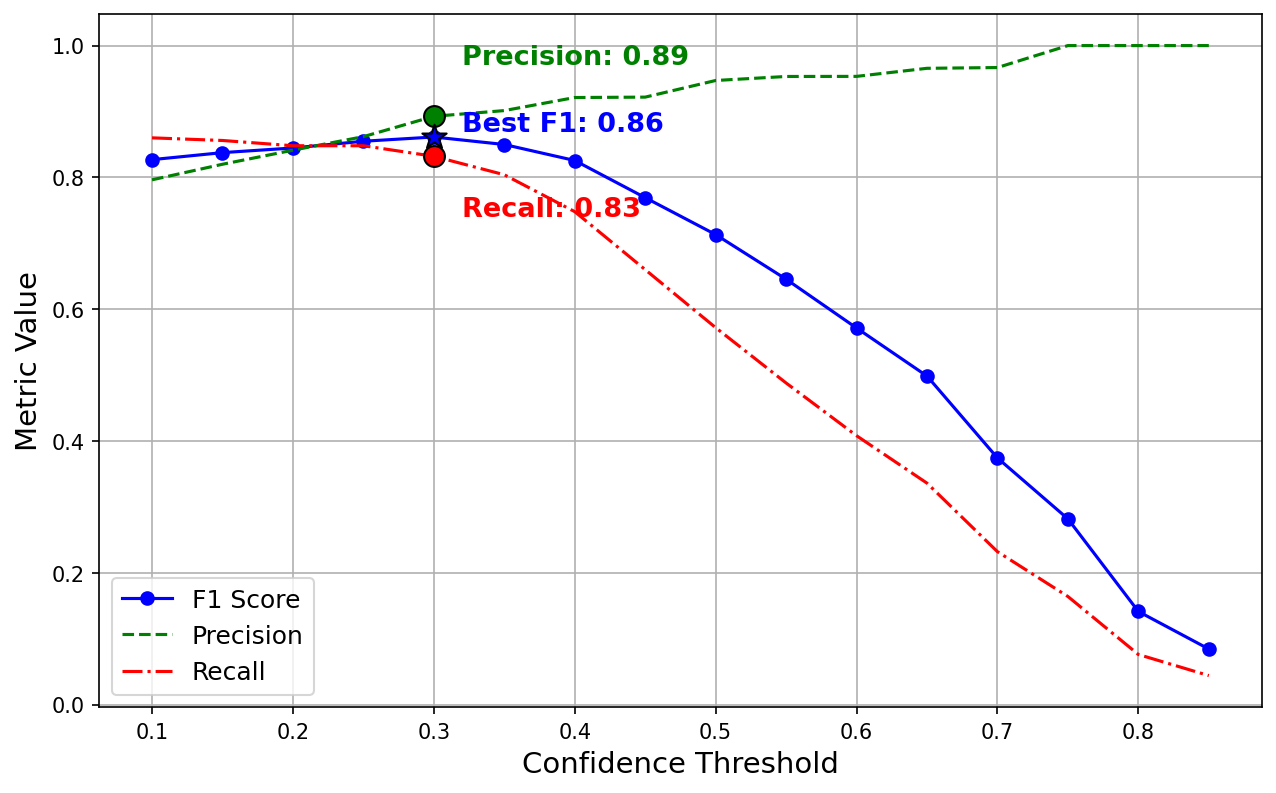 Precision: 0.89
Best F1: 0.86
Recall: 0.83
Metric Value
1.0
0.8
0.6
0.4
0.2
0.0
F1 Score
Precision
Recall
0.1 0.2 0.3 0.4 0.5 0.6 0.7 0.8
Confidence Threshold